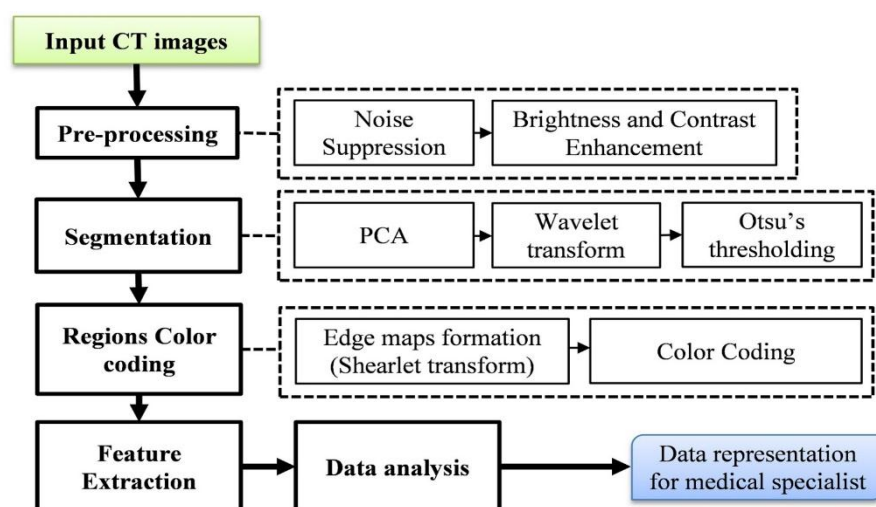 Input CT images
Pre-processing
Noise
Suppression
Brightness and Contrast
Enhancement
Segmentation
PCA
Wavelet
transform
Otsu's
thresholding
Regions Color
coding
Edge maps formation
(Shearlet transform)
Color Coding
Feature
Extraction
Data analysis
Data representation
for medical specialist